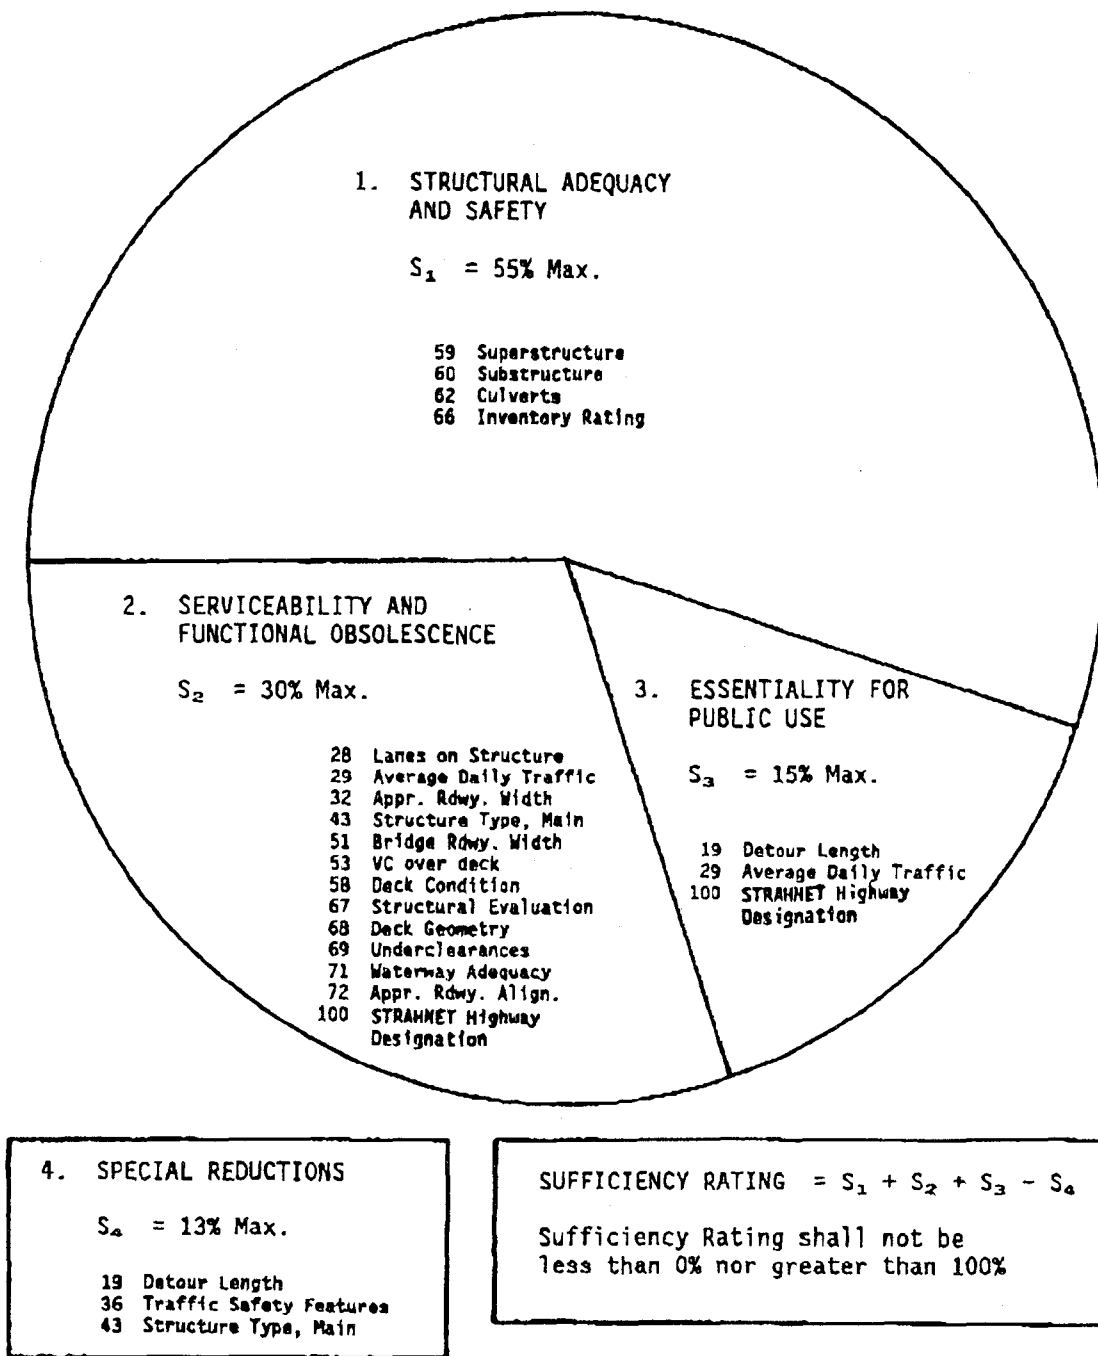 1. STRUCTURAL ADEQUACY
AND SAFETY
S₁ = 55% Max.
59 Superstructure
60 Substructure
62 Culverts
66 Inventory Rating
2. SERVICEABILITY AND
FUNCTIONAL OBSOLESCENCE
S₂ = 30% Max.
28 Lanes on Structure
29 Average Daily Traffic
32 Appr. Rdwy. Width
43 Structure Type, Main
51 Bridge Rdwy. Width
53 VC over deck
58 Deck Condition
67 Structural Evaluation
68 Deck Geometry
69 Underclearances
71 Waterway Adequacy
72 Appr. Rdwy. Align.
100 STRAHNET Highway
Designation
3. ESSENTIALITY FOR
PUBLIC USE
S₃ = 15% Max.
19 Detour Length
29 Average Daily Traffic
100 STRAHNET Highway
Designation
4. SPECIAL REDUCTIONS
S₄ = 13% Max.
19 Detour Length
36 Traffic Safety Features
43 Structure Type, Main
SUFFICIENCY RATING = S₁ + S₂ + S₃ - S₄
Sufficiency Rating shall not be
less than 0% nor greater than 100%